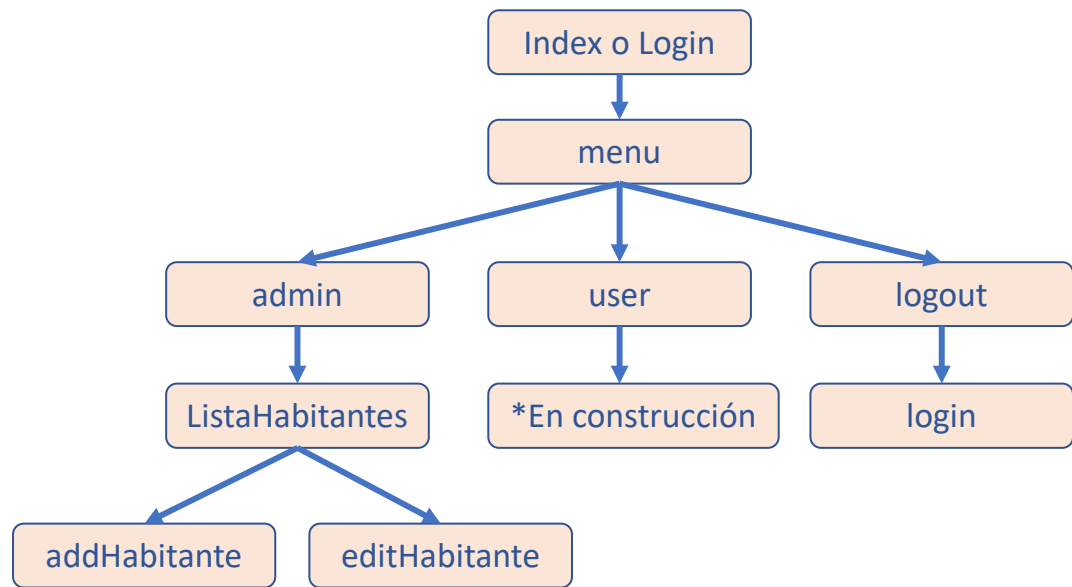 Index o Login
menu
admin
user
logout
ListaHabitantes
*En construcción
login
addHabitante
editHabitante